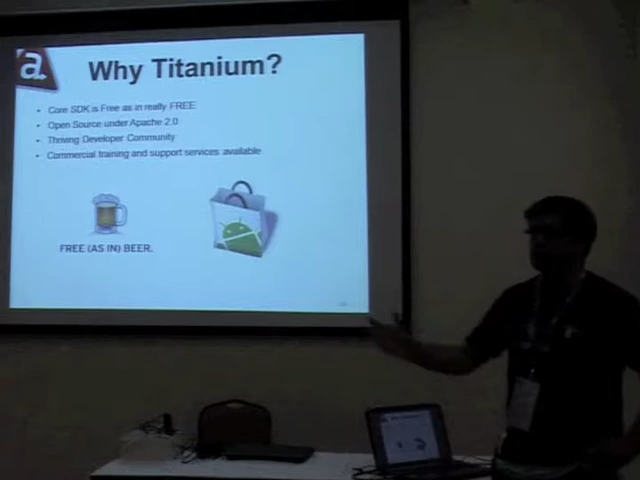 a
Why Titanium?
Core SDK is Free as in really FREE
Open Source under Apache 2.0
Thriving Developer Community
Commercial training and support services available
FREE (AS IN) BEER.